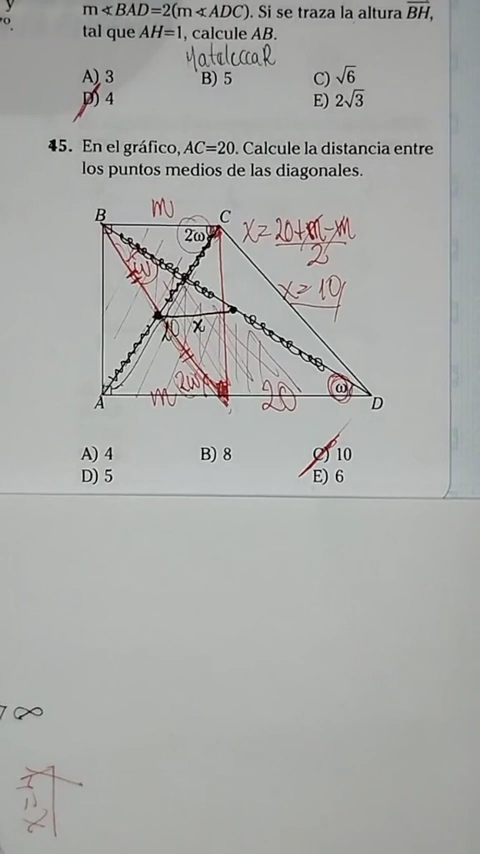 y
ro.
m∢BAD=2(m∢ADC). Si se traza la altura BH,
tal que AH=1, calcule AB.
A) 3
B) 5
C) √6
D) 4
E) 2√3
45. En el gráfico, AC=20. Calcule la distancia entre
los puntos medios de las diagonales.
B
m
C
2ω
x = 20+m-m
2
x = 10
x
A
m
2ω
20
ω
D
A) 4
B) 8
C) 10
D) 5
E) 6